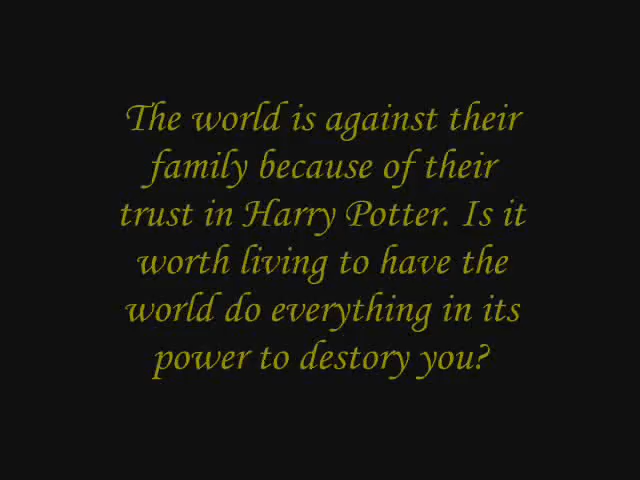 The world is against their
family because of their
trust in Harry Potter. Is it
worth living to have the
world do everything in its
power to destory you?